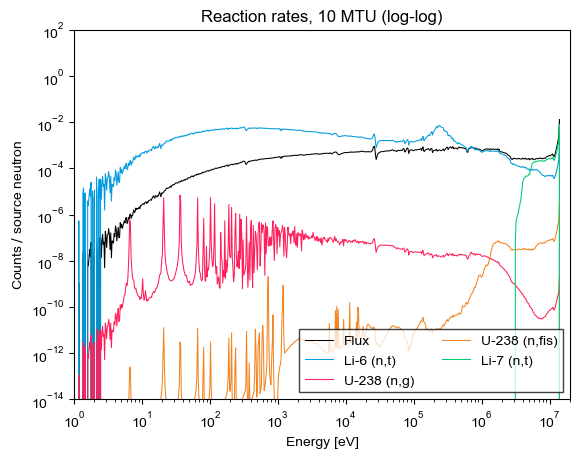 Reaction rates, 10 MTU (log-log)
Counts / source neutron
10^2
10^0
10^-2
10^-4
10^-6
10^-8
10^-10
10^-12
10^-14
Flux
Li-6 (n,t)
U-238 (n,g)
U-238 (n,fis)
Li-7 (n,t)
10^0 10^1 10^2 10^3 10^4 10^5 10^6 10^7
Energy [eV]